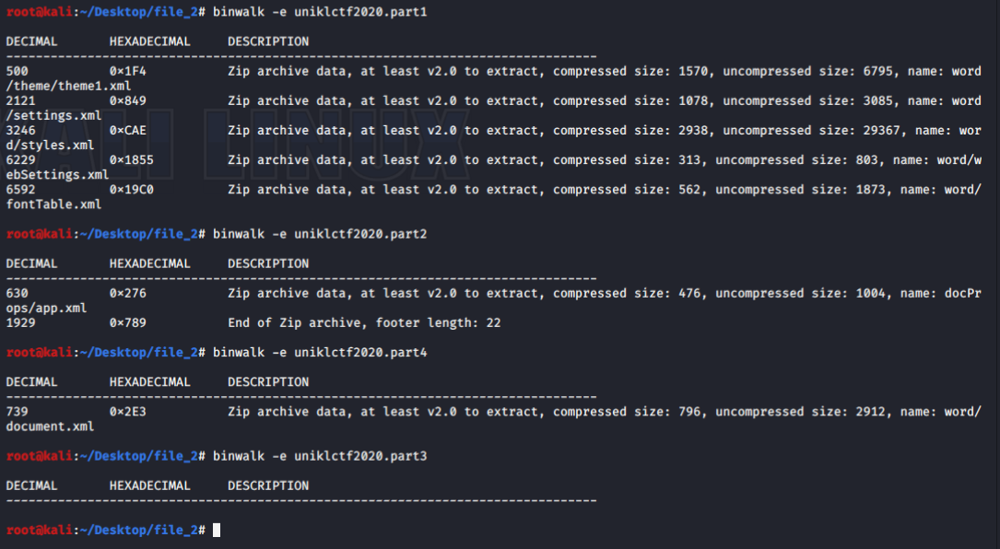 root@kali:~/Desktop/file_2# binwalk -e uniklctf2020.part1
DECIMAL HEXADECIMAL DESCRIPTION
--------------------------------------------------------------------------------
500 0×1F4 Zip archive data, at least v2.0 to extract, compressed size: 1570, uncompressed size: 6795, name: word
/theme/theme1.xml
2121 0×849 Zip archive data, at least v2.0 to extract, compressed size: 1078, uncompressed size: 3085, name: word
/settings.xml
3246 0×CAE Zip archive data, at least v2.0 to extract, compressed size: 2938, uncompressed size: 29367, name: wor
d/styles.xml
6229 0×1855 Zip archive data, at least v2.0 to extract, compressed size: 313, uncompressed size: 803, name: word/w
ebSettings.xml
6592 0×19C0 Zip archive data, at least v2.0 to extract, compressed size: 562, uncompressed size: 1873, name: word/
fontTable.xml
KALI LINUX
root@kali:~/Desktop/file_2# binwalk -e uniklctf2020.part2
DECIMAL HEXADECIMAL DESCRIPTION
--------------------------------------------------------------------------------
630 0×276 Zip archive data, at least v2.0 to extract, compressed size: 476, uncompressed size: 1004, name: docPr
ops/app.xml
1929 0×789 End of Zip archive, footer length: 22
root@kali:~/Desktop/file_2# binwalk -e uniklctf2020.part4
DECIMAL HEXADECIMAL DESCRIPTION
--------------------------------------------------------------------------------
739 0×2E3 Zip archive data, at least v2.0 to extract, compressed size: 796, uncompressed size: 2912, name: word/
document.xml
root@kali:~/Desktop/file_2# binwalk -e uniklctf2020.part3
DECIMAL HEXADECIMAL DESCRIPTION
--------------------------------------------------------------------------------
root@kali:~/Desktop/file_2#